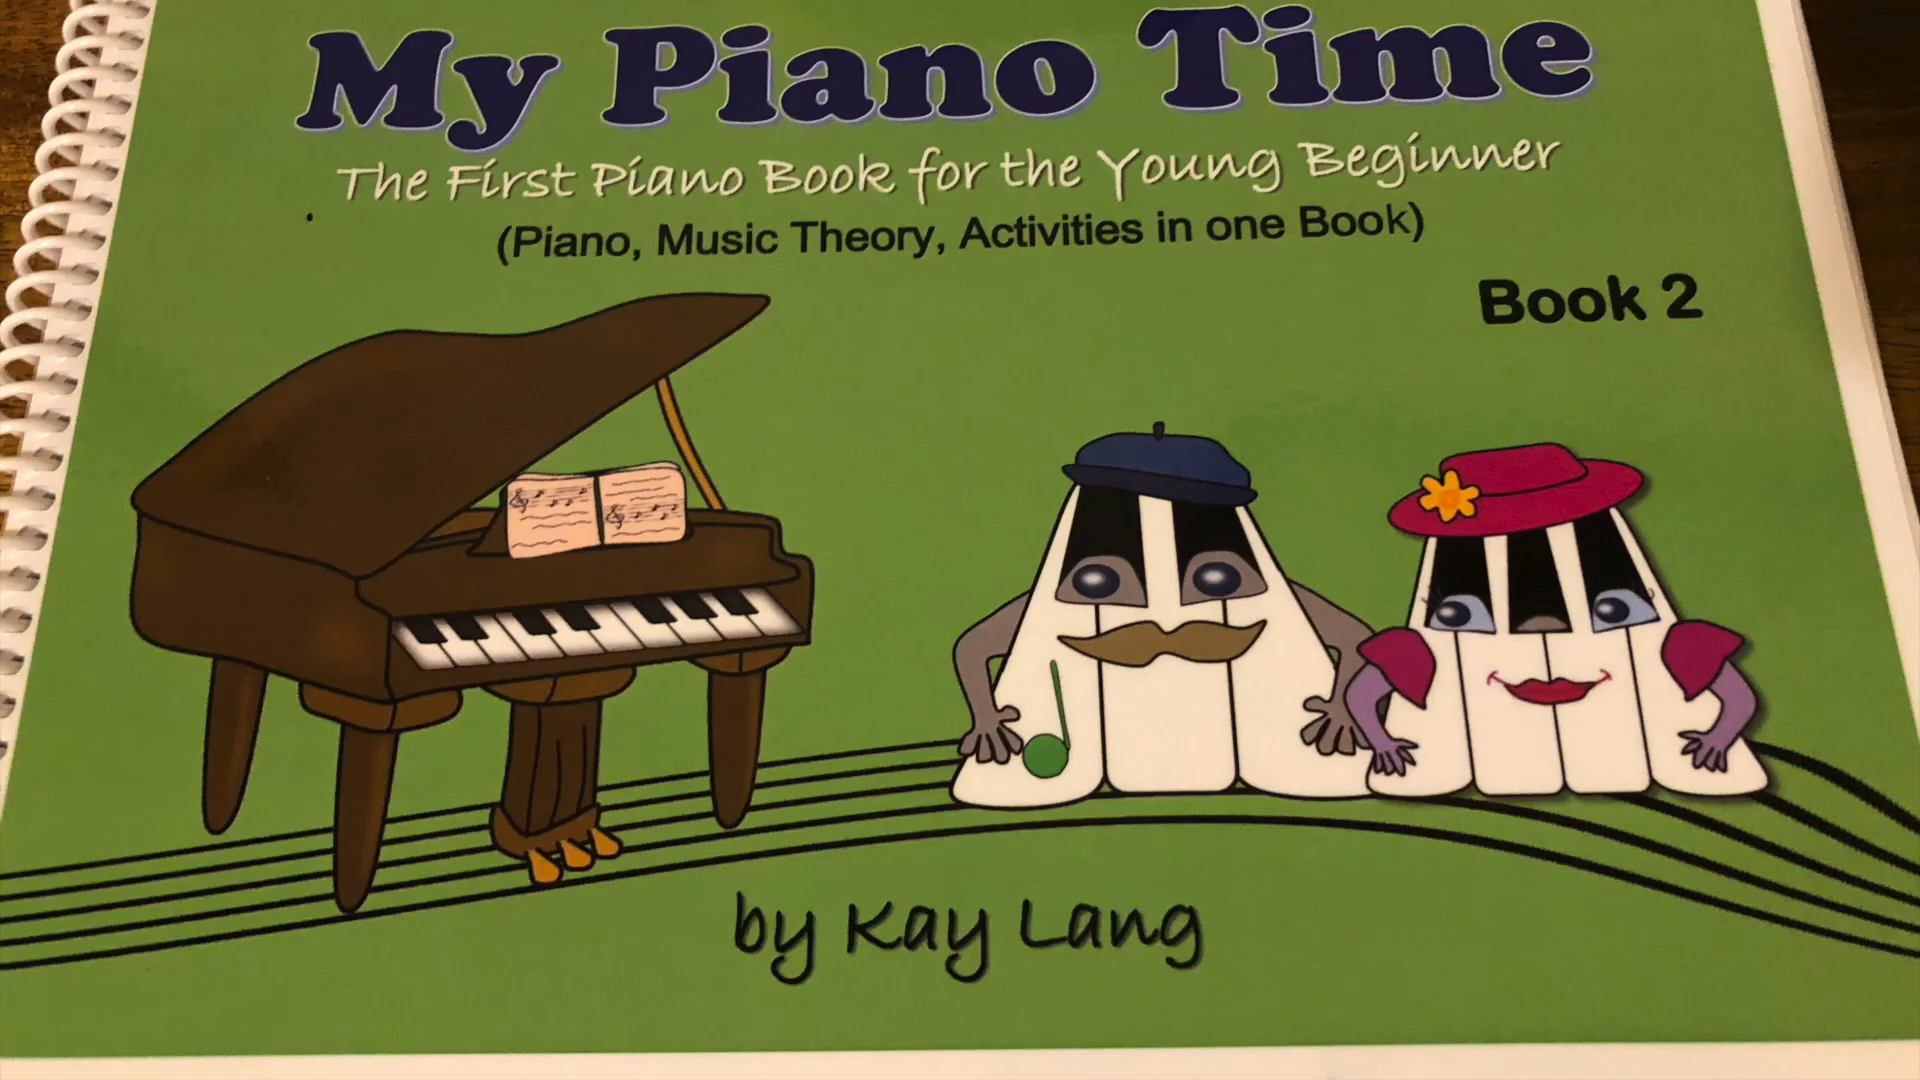 My Piano Time
The First Piano Book for the Young Beginner
(Piano, Music Theory, Activities in one Book)
Book 2
by Kay Lang